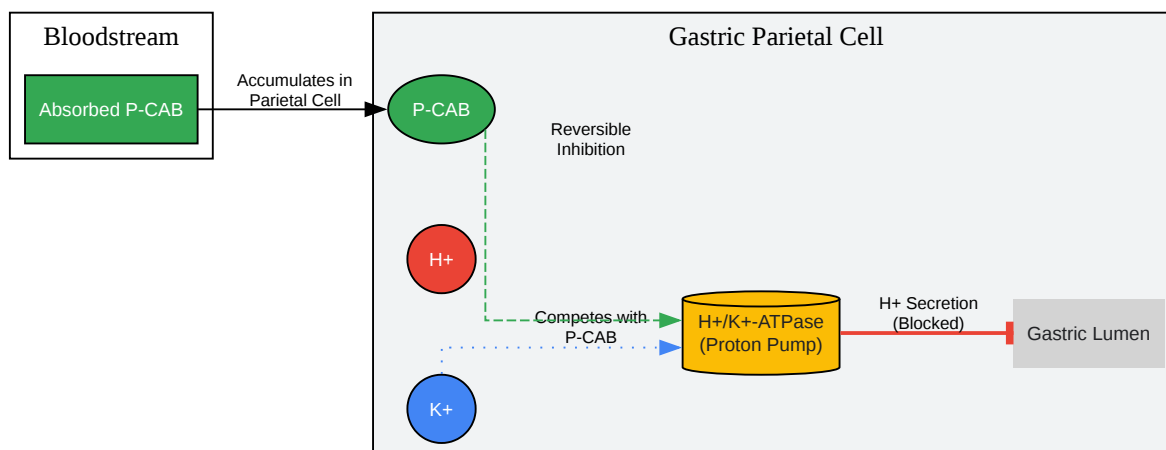 Bloodstream
Gastric Parietal Cell
Absorbed P-CAB
Accumulates in
Parietal Cell
P-CAB
Reversible
Inhibition
H+
Competes with
P-CAB
H+/K+-ATPase
(Proton Pump)
H+ Secretion
(Blocked)
Gastric Lumen
K+